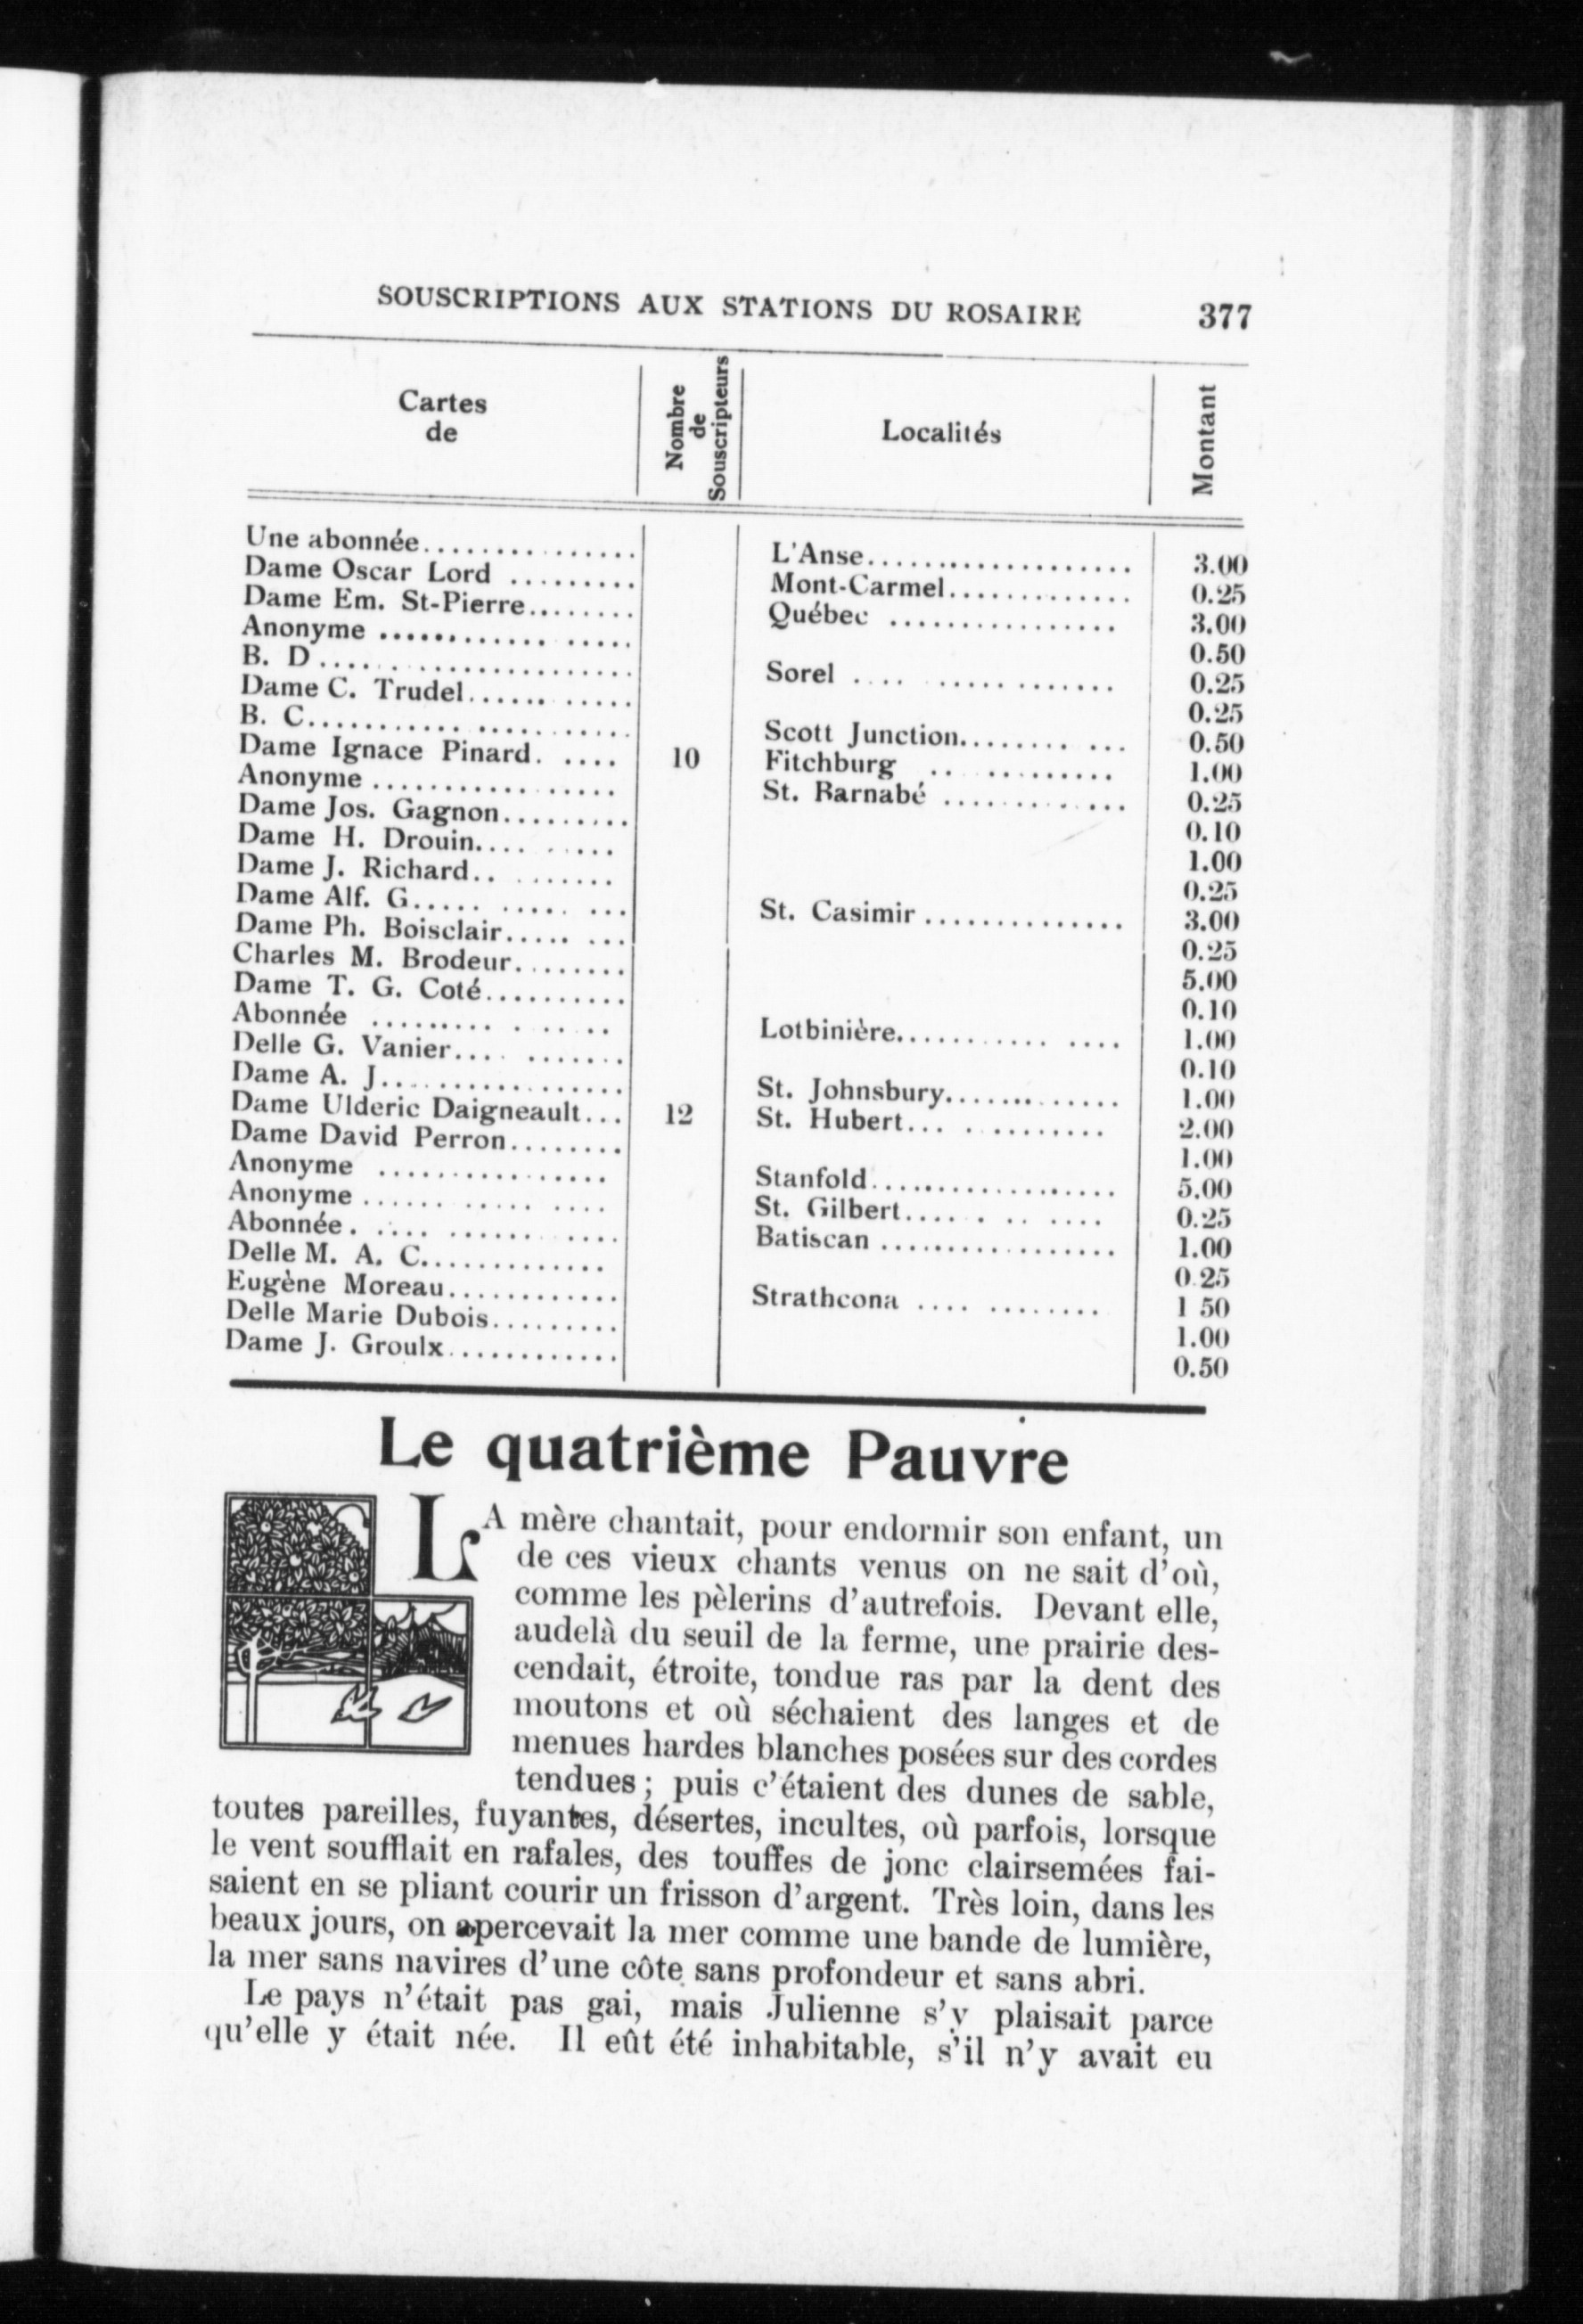 SOUSCRIPTIONS AUX STATIONS DU ROSAIRE 377
Cartes de
Nombre de Souscripteurs
Localités
Montant
Une abonnée............... L'Anse................... 3.00
Dame Oscar Lord ......... Mont-Carmel............. 0.25
Dame Em. St-Pierre........ Québec ................ 3.00
Anonyme ................. 0.50
B. D...................... Sorel .... ............ 0.25
Dame C. Trudel........... 0.25
B. C...................... Scott Junction........ ... 0.50
Dame Ignace Pinard. .... 10 Fitchburg .. ......... 1.00
Anonyme ................. St. Barnabé ............. 0.25
Dame Jos. Gagnon......... 0.10
Dame H. Drouin.... ..... 1.00
Dame J. Richard.. ....... 0.25
Dame Alf. G..... ..... ... St. Casimir .............. 3.00
Dame Ph. Boisclair..... ... 0.25
Charles M. Brodeur........ 5.00
Dame T. G. Coté.......... 0.10
Abonnée ......... . ..... Lotbinière........... .... 1.00
Delle G. Vanier.... ....... 0.10
Dame A. J................. St. Johnsbury............ 1.00
Dame Ulderic Daigneault... 12 St. Hubert... . ......... 2.00
Dame David Perron........ 1.00
Anonyme ................ Stanfold................. 5.00
Anonyme ...... ..... .... St. Gilbert.... . .. .... 0.25
Abonnée. .... ...... .... Batiscan ................. 1.00
Delle M. A. C............. 0.25
Eugène Moreau............ Strathcona .... ........ 1 50
Delle Marie Dubois......... 1.00
Dame J. Groulx............ 0.50
Le quatrième Pauvre
LA mère chantait, pour endormir son enfant, un
de ces vieux chants venus on ne sait d'où,
comme les pèlerins d'autrefois. Devant elle,
audelà du seuil de la ferme, une prairie des-
cendait, étroite, tondue ras par la dent des
moutons et où séchaient des langes et de
menues hardes blanches posées sur des cordes
tendues; puis c'étaient des dunes de sable,
toutes pareilles, fuyantes, désertes, incultes, où parfois, lorsque
le vent soufflait en rafales, des touffes de jonc clairsemées fai-
saient en se pliant courir un frisson d'argent. Très loin, dans les
beaux jours, on apercevait la mer comme une bande de lumière,
la mer sans navires d'une côte sans profondeur et sans abri.
Le pays n'était pas gai, mais Julienne s'y plaisait parce
qu'elle y était née. Il eût été inhabitable, s'il n'y avait eu